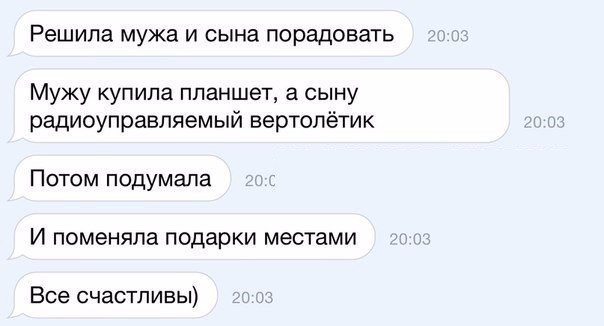 Решила мужа и сына порадовать 20:03
Мужу купила планшет, а сыну
радиоуправляемый вертолётик 20:03
Потом подумала
И поменяла подарки местами 20:03
Все счастливы) 20:03